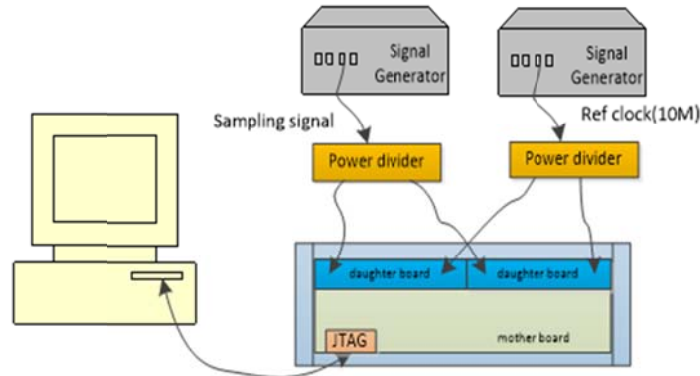 Signal
Generator
Signal
Generator
Sampling signal
Ref clock(10M)
Power divider
Power divider
daughter board
daughter board
JTAG
mother board